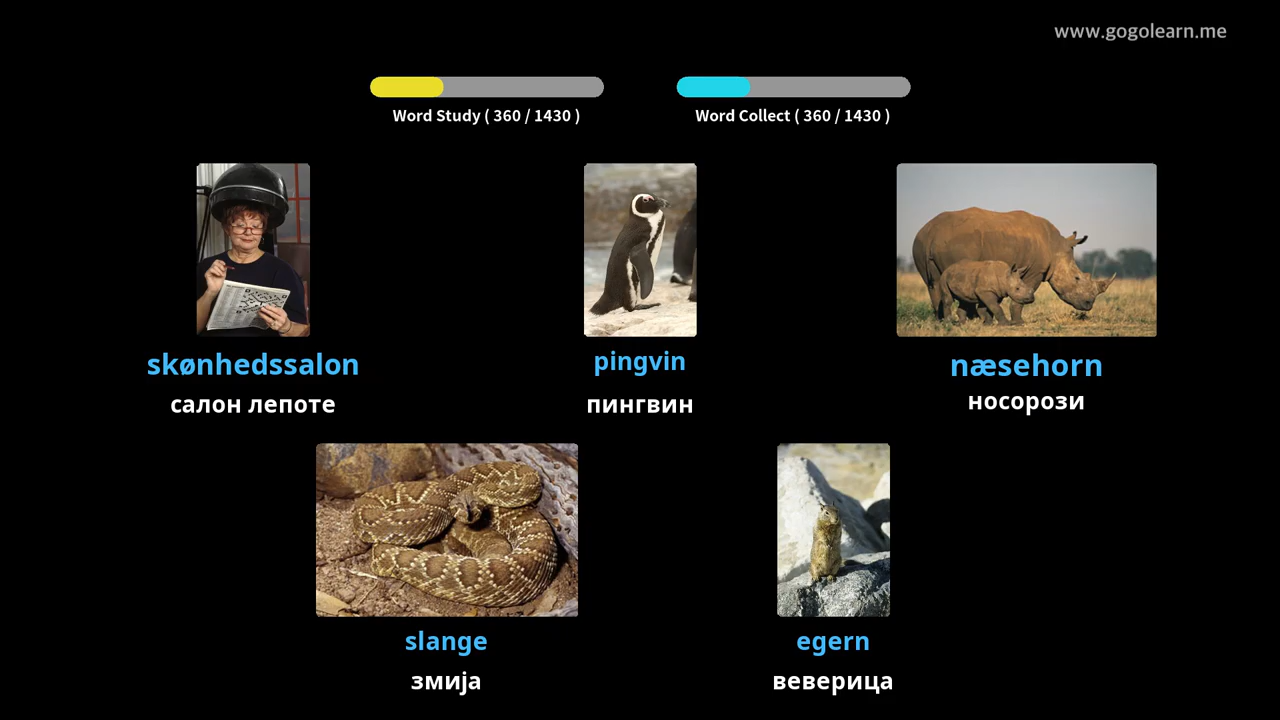 www.gogolearn.me
Word Study ( 360 / 1430 )
Word Collect ( 360 / 1430 )
skønhedssalon
салон лепоте
pingvin
пингвин
næsehorn
носорози
slange
змија
egern
веверица